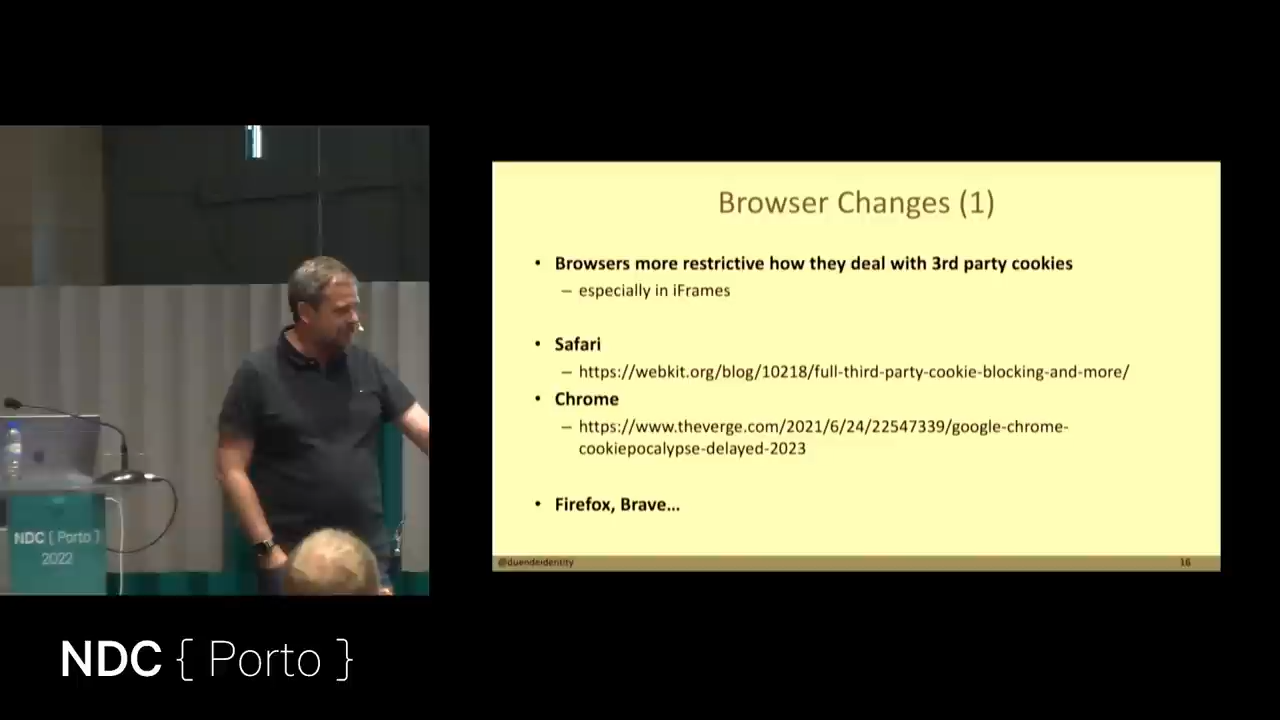 Browser Changes (1)
• Browsers more restrictive how they deal with 3rd party cookies
– especially in iFrames
• Safari
– https://webkit.org/blog/10218/full-third-party-cookie-blocking-and-more/
• Chrome
– https://www.theverge.com/2021/6/24/22547339/google-chrome-
cookiepocalypse-delayed-2023
• Firefox, Brave...
@duendeidentity
16
NDC { Porto }
2022
NDC { Porto }